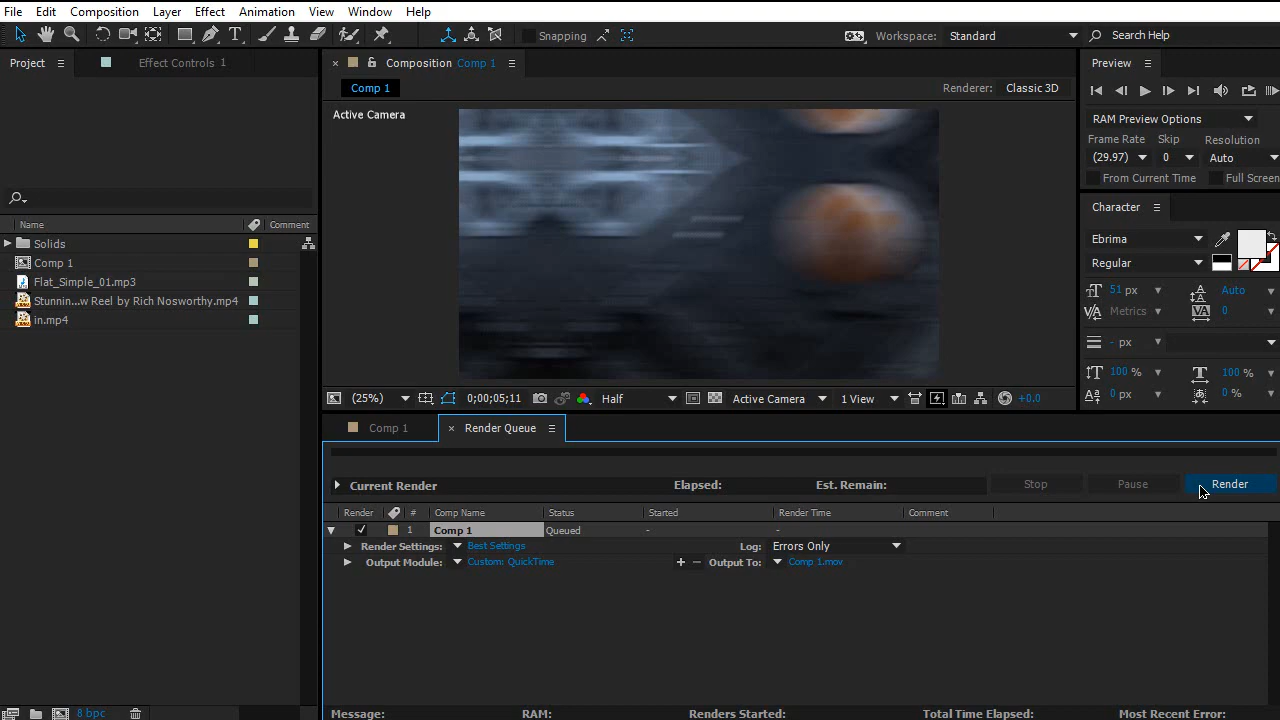 File Edit Composition Layer Effect Animation View Window Help
Snapping Workspace: Standard Search Help
Project Effect Controls 1 Composition Comp 1 Preview
Comp 1 Renderer: Classic 3D
Active Camera
RAM Preview Options
Frame Rate Skip Resolution
(29.97) 0 Auto
From Current Time Full Screen
Character
Name Comment
Solids
Comp 1
Flat_Simple_01.mp3
Stunnin...w Reel by Rich Nosworthy.mp4
in.mp4
Ebrima
Regular
51 px Auto
Metrics 0
- px
100 % 100 %
0 px 0 %
(25%) 0;00;05;11 Half Active Camera 1 View +0.0
Comp 1 Render Queue
Current Render Elapsed: Est. Remain: Stop Pause Render
Render # Comp Name Status Started Render Time Comment
1 Comp 1 Queued - -
Render Settings: Best Settings Log: Errors Only
Output Module: Custom: QuickTime Output To: Comp 1.mov
8 bpc Message: RAM: Renders Started: Total Time Elapsed: Most Recent Error: